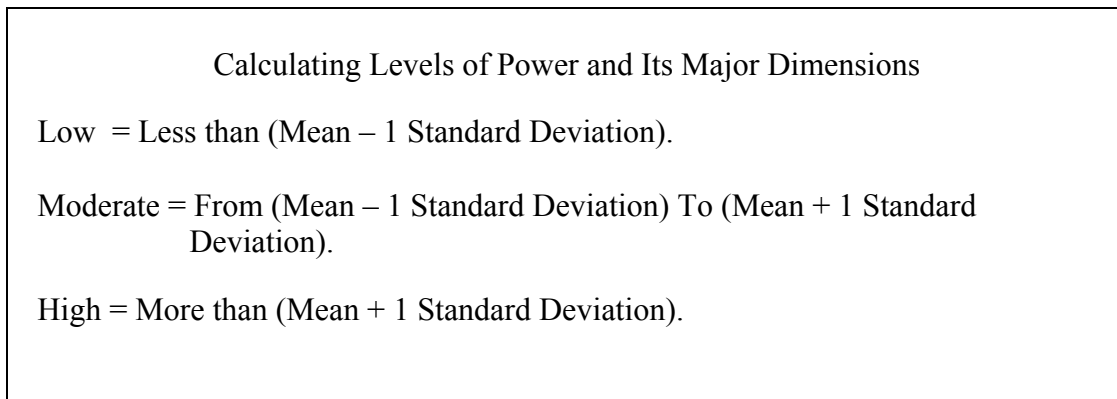 Calculating Levels of Power and Its Major Dimensions
Low = Less than (Mean – 1 Standard Deviation).
Moderate = From (Mean – 1 Standard Deviation) To (Mean + 1 Standard
Deviation).
High = More than (Mean + 1 Standard Deviation).